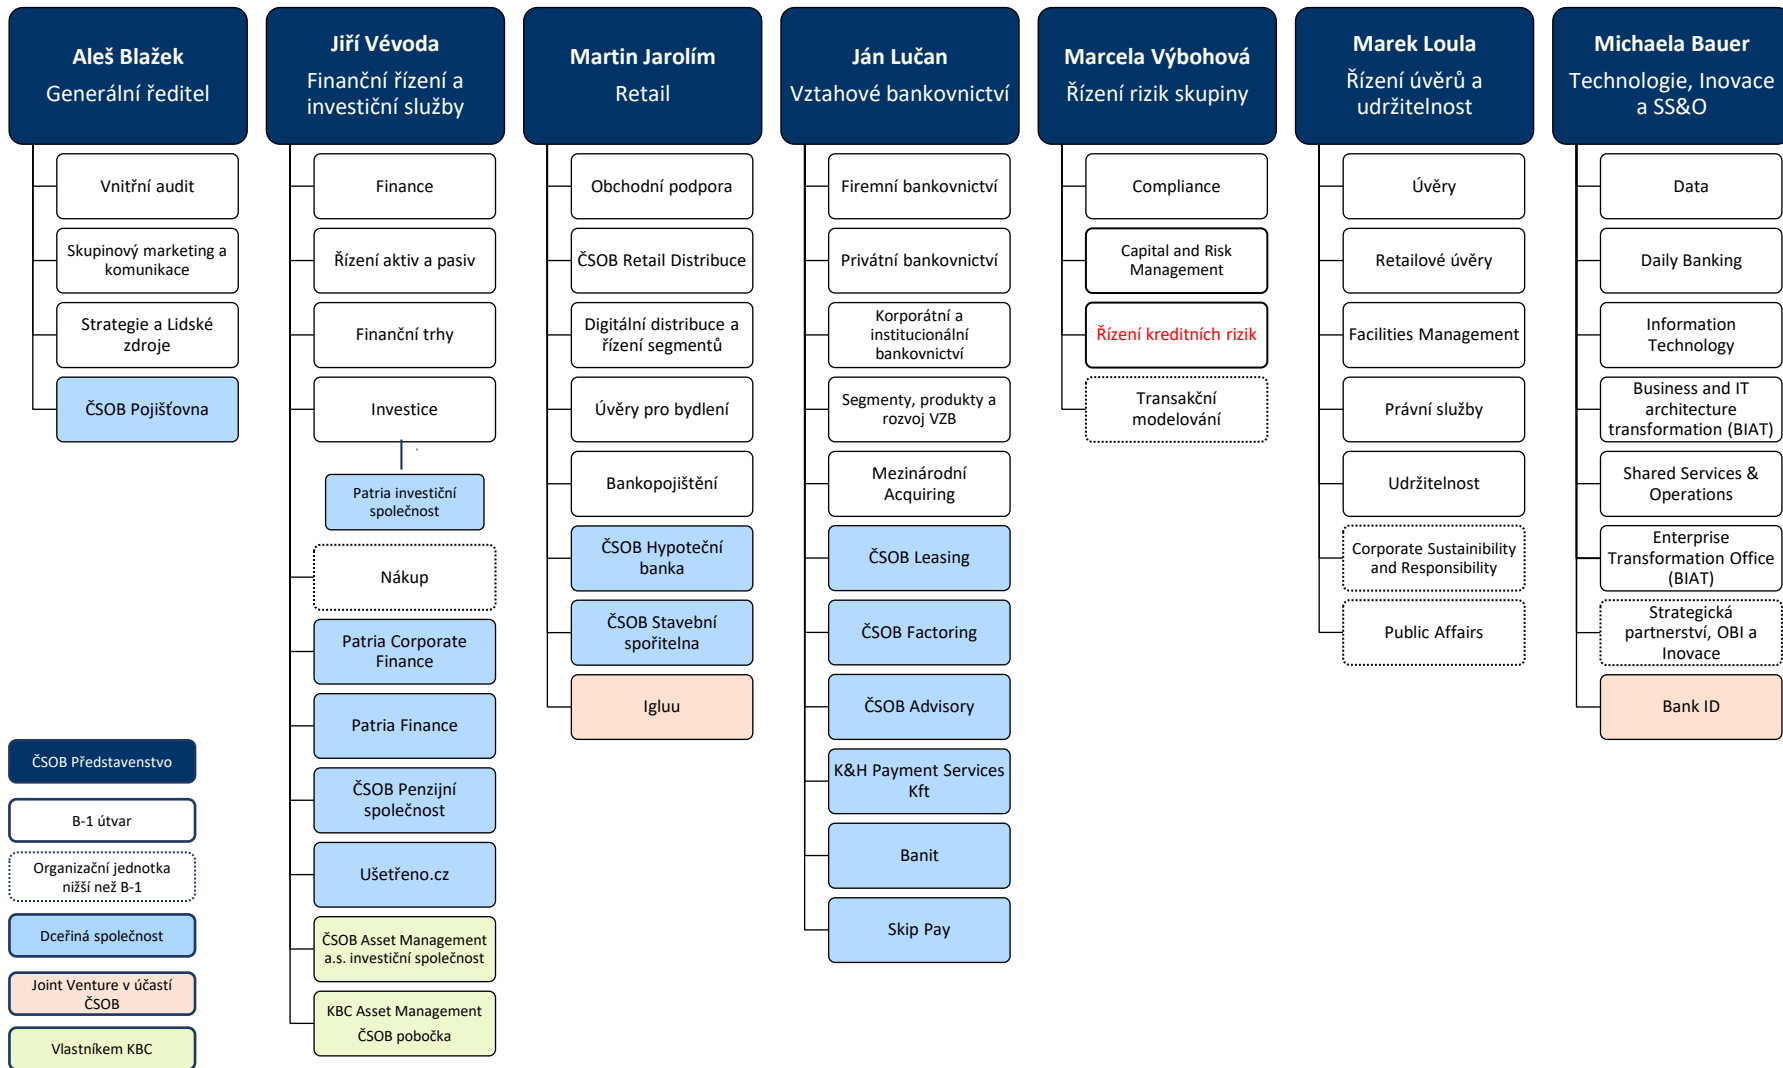 Aleš Blažek
Generální ředitel
Vnitřní audit
Skupinový marketing a
komunikace
Strategie a Lidské
zdroje
ČSOB Pojišťovna
Jiří Vévoda
Finanční řízení a
investiční služby
Finance
Řízení aktiv a pasiv
Finanční trhy
Investice
Patria investiční
společnost
Nákup
Patria Corporate
Finance
Patria Finance
ČSOB Penzijní
společnost
Ušetřeno.cz
ČSOB Asset Management
a.s. investiční společnost
KBC Asset Management
ČSOB pobočka
Martin Jarolím
Retail
Obchodní podpora
ČSOB Retail Distribuce
Digitální distribuce a
řízení segmentů
Úvěry pro bydlení
Bankopojištění
ČSOB Hypoteční
banka
ČSOB Stavební
spořitelna
Igluu
Ján Lučan
Vztahové bankovnictví
Firemní bankovnictví
Privátní bankovnictví
Korporátní a
institucionální
bankovnictví
Segmenty, produkty a
rozvoj VZB
Mezinárodní
Acquiring
ČSOB Leasing
ČSOB Factoring
ČSOB Advisory
K&H Payment Services
Kft
Banit
Skip Pay
Marcela Výbohová
Řízení rizik skupiny
Compliance
Capital and Risk
Management
Řízení kreditních rizik
Transakční
modelování
Marek Loula
Řízení úvěrů a
udržitelnost
Úvěry
Retailové úvěry
Facilities Management
Právní služby
Udržitelnost
Corporate Sustainibility
and Responsibility
Public Affairs
Michaela Bauer
Technologie, Inovace
a SS&O
Data
Daily Banking
Information
Technology
Business and IT
architecture
transformation (BIAT)
Shared Services &
Operations
Enterprise
Transformation Office
(BIAT)
Strategická
partnerství, OBI a
Inovace
Bank ID
ČSOB Představenstvo
B-1 útvar
Organizační jednotka
nižší než B-1
Dceřiná společnost
Joint Venture v účastí
ČSOB
Vlastníkem KBC